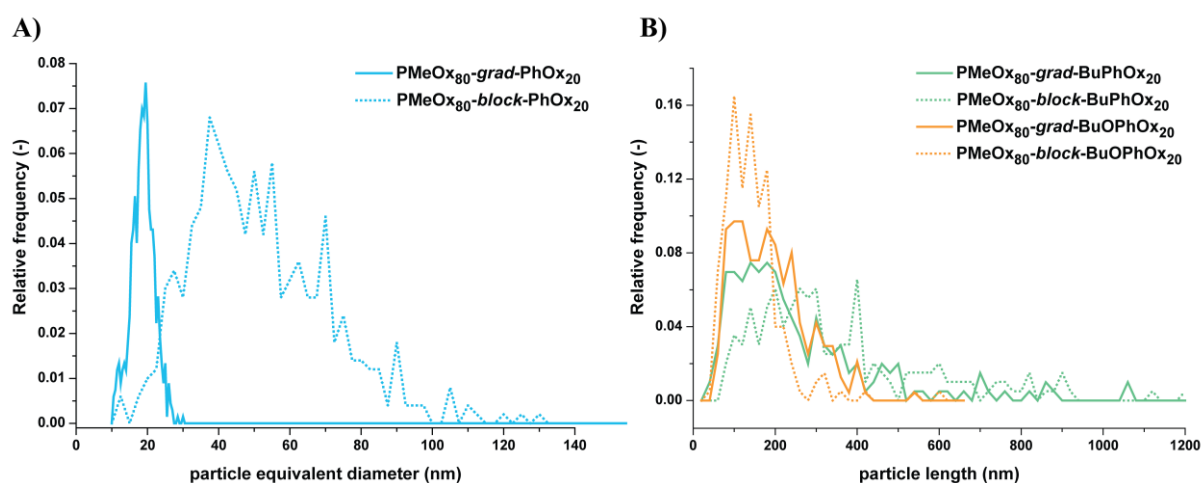 A)
PMeOx80-grad-PhOx20
PMeOx80-block-PhOx20
Relative frequency (-)
0.08
0.07
0.06
0.05
0.04
0.03
0.02
0.01
0.00
0 20 40 60 80 100 120 140
particle equivalent diameter (nm)
B)
PMeOx80-grad-BuPhOx20
PMeOx80-block-BuPhOx20
PMeOx80-grad-BuOPhOx20
PMeOx80-block-BuOPhOx20
Relative frequency (-)
0.16
0.12
0.08
0.04
0.00
0 200 400 600 800 1000 1200
particle length (nm)